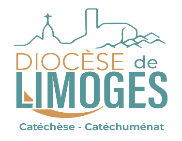 DIOCÈSE de
LIMOGES
Catéchèse - Catéchuménat